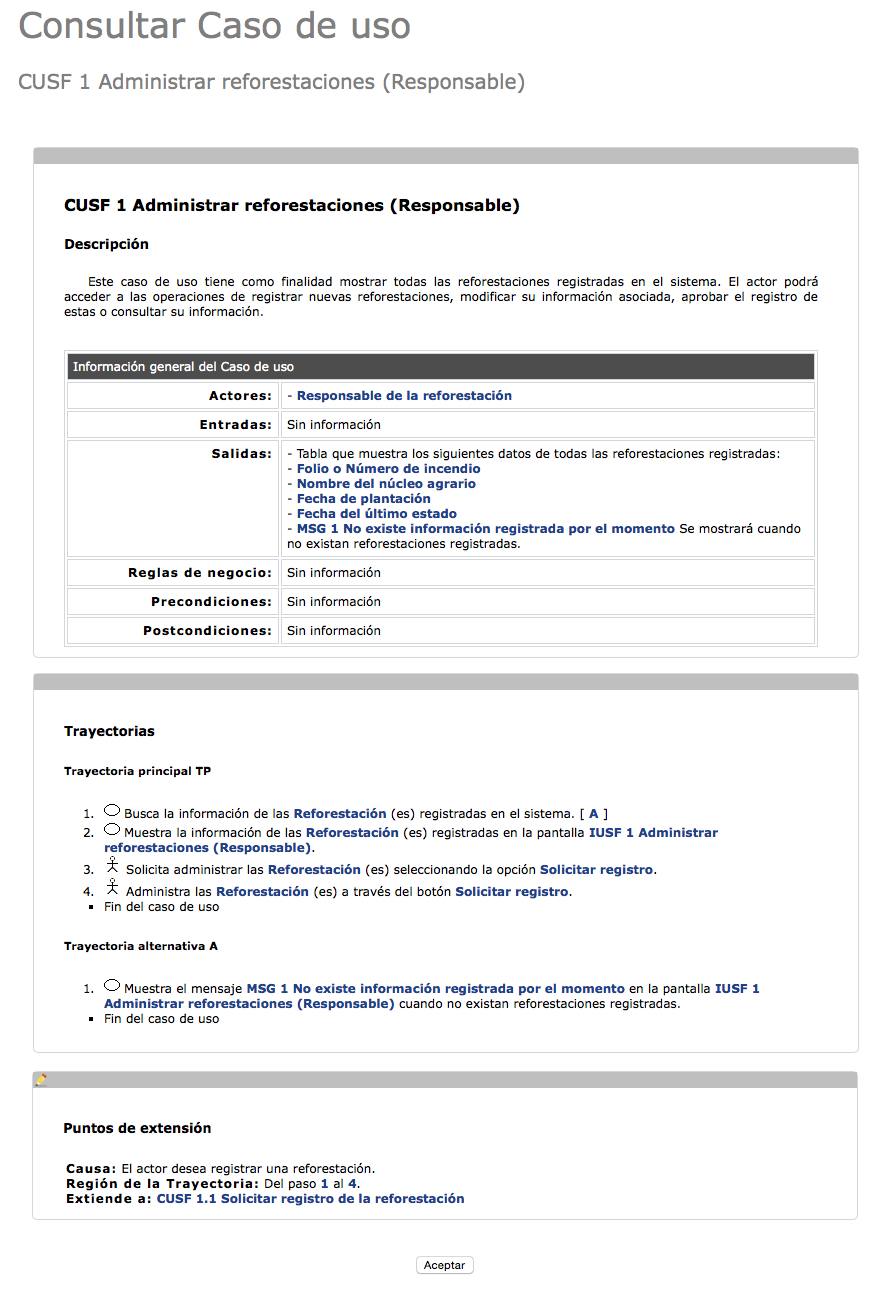 Consultar Caso de uso
CUSF 1 Administrar reforestaciones (Responsable)
CUSF 1 Administrar reforestaciones (Responsable)
Descripción
Este caso de uso tiene como finalidad mostrar todas las reforestaciones registradas en el sistema. El actor podrá
acceder a las operaciones de registrar nuevas reforestaciones, modificar su información asociada, aprobar el registro de
estas o consultar su información.
Información general del Caso de uso
Actores: - Responsable de la reforestación
Entradas: Sin información
Salidas: - Tabla que muestra los siguientes datos de todas las reforestaciones registradas:
- Folio o Número de incendio
- Nombre del núcleo agrario
- Fecha de plantación
- Fecha del último estado
- MSG 1 No existe información registrada por el momento Se mostrará cuando
no existan reforestaciones registradas.
Reglas de negocio: Sin información
Precondiciones: Sin información
Postcondiciones: Sin información
Trayectorias
Trayectoria principal TP
1. Busca la información de las Reforestación (es) registradas en el sistema. [ A ]
2. Muestra la información de las Reforestación (es) registradas en la pantalla IUSF 1 Administrar
reforestaciones (Responsable).
3. Solicita administrar las Reforestación (es) seleccionando la opción Solicitar registro.
4. Administra las Reforestación (es) a través del botón Solicitar registro.
▪ Fin del caso de uso
Trayectoria alternativa A
1. Muestra el mensaje MSG 1 No existe información registrada por el momento en la pantalla IUSF 1
Administrar reforestaciones (Responsable) cuando no existan reforestaciones registradas.
▪ Fin del caso de uso
Puntos de extensión
Causa: El actor desea registrar una reforestación.
Región de la Trayectoria: Del paso 1 al 4.
Extiende a: CUSF 1.1 Solicitar registro de la reforestación
Aceptar